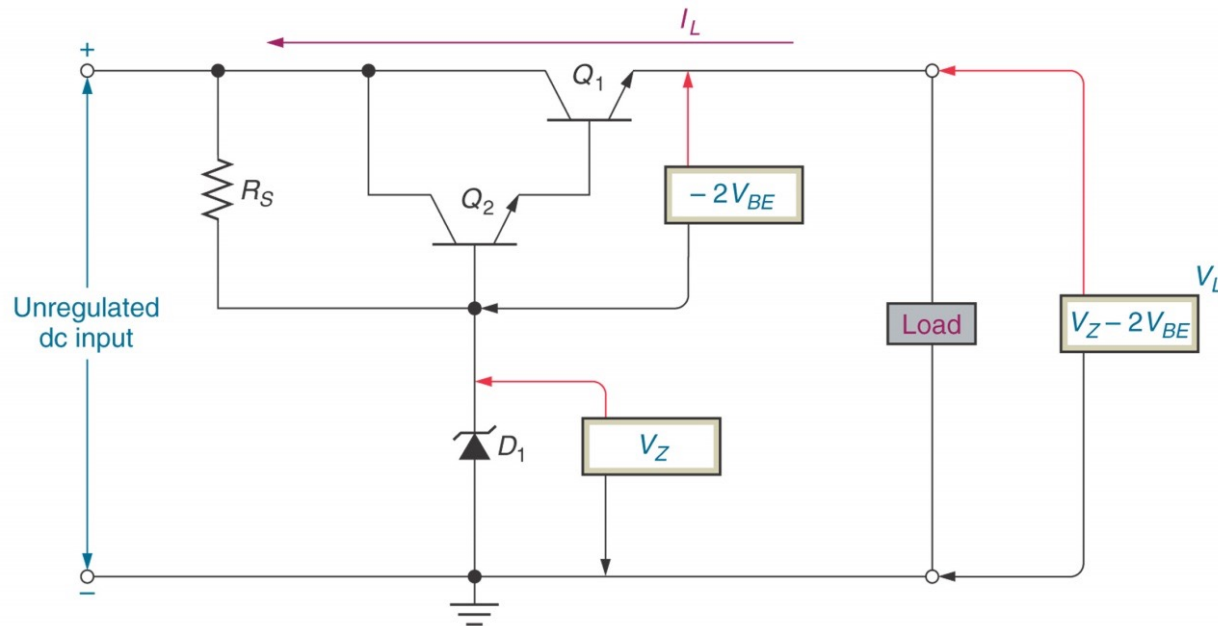 I_L
+
Q_1
R_S
Q_2
− 2V_BE
Unregulated
dc input
V_L
Load
V_Z − 2V_BE
D_1
V_Z
−